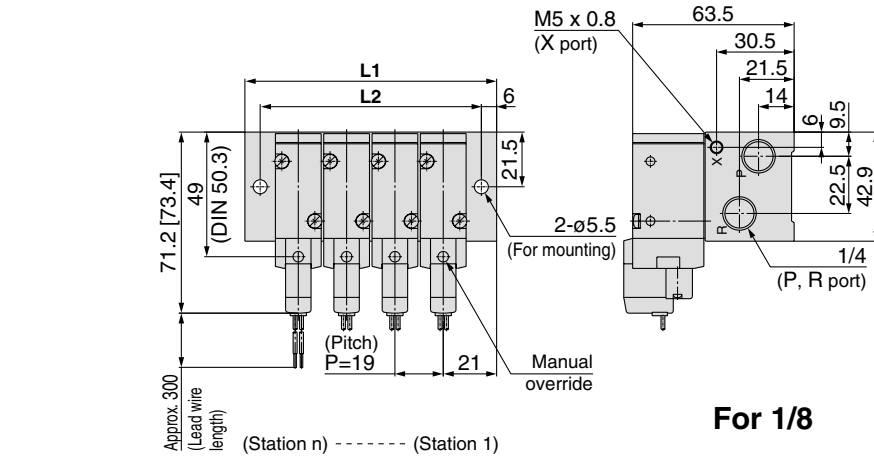 M5 x 0.8
(X port)
63.5
30.5
21.5
14
L1
L2
6
6
9.5
71.2 [73.4]
49
(DIN 50.3)
21.5
X
P
R
22.5
42.9
2-ø5.5
(For mounting)
1/4
(P, R port)
(Pitch)
P=19
21
Manual
override
Approx. 300
(Lead wire
length)
(Station n) ------- (Station 1)
For 1/8